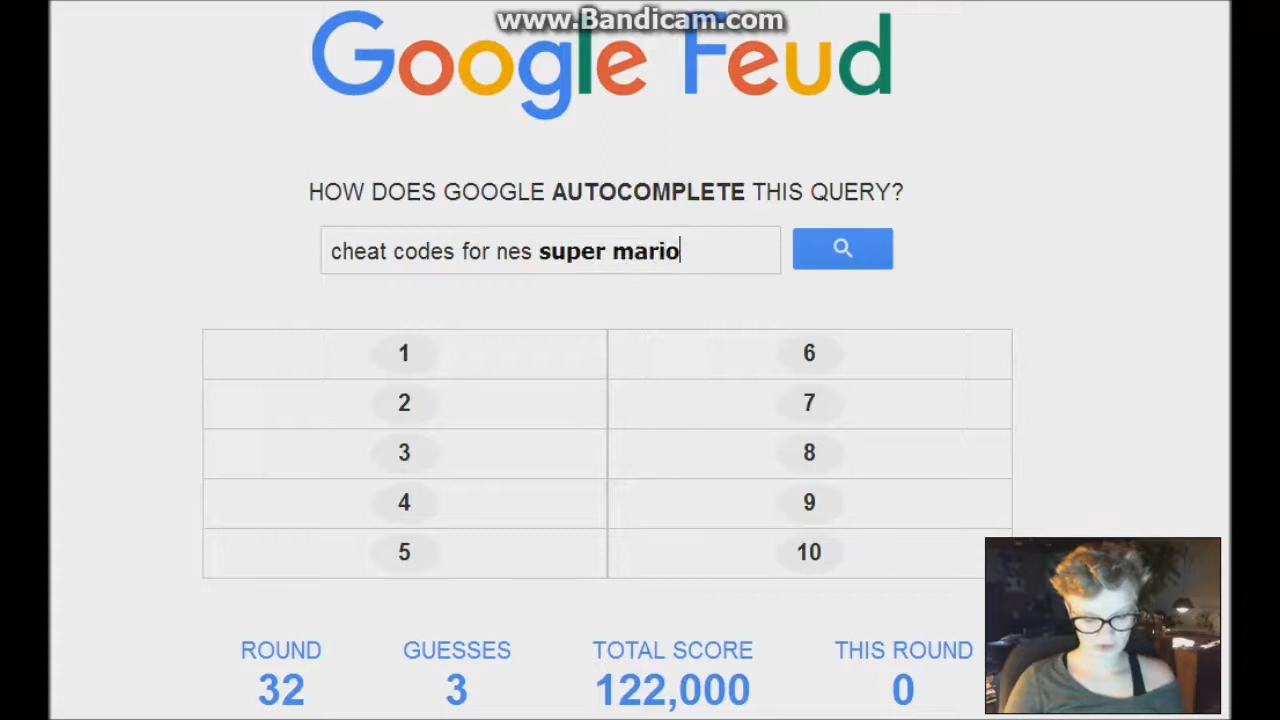 www.Bandicam.com
Google Feud
HOW DOES GOOGLE AUTOCOMPLETE THIS QUERY?
cheat codes for nes super mario
1 6
2 7
3 8
4 9
5 10
ROUND GUESSES TOTAL SCORE THIS ROUND
32 3 122,000 0